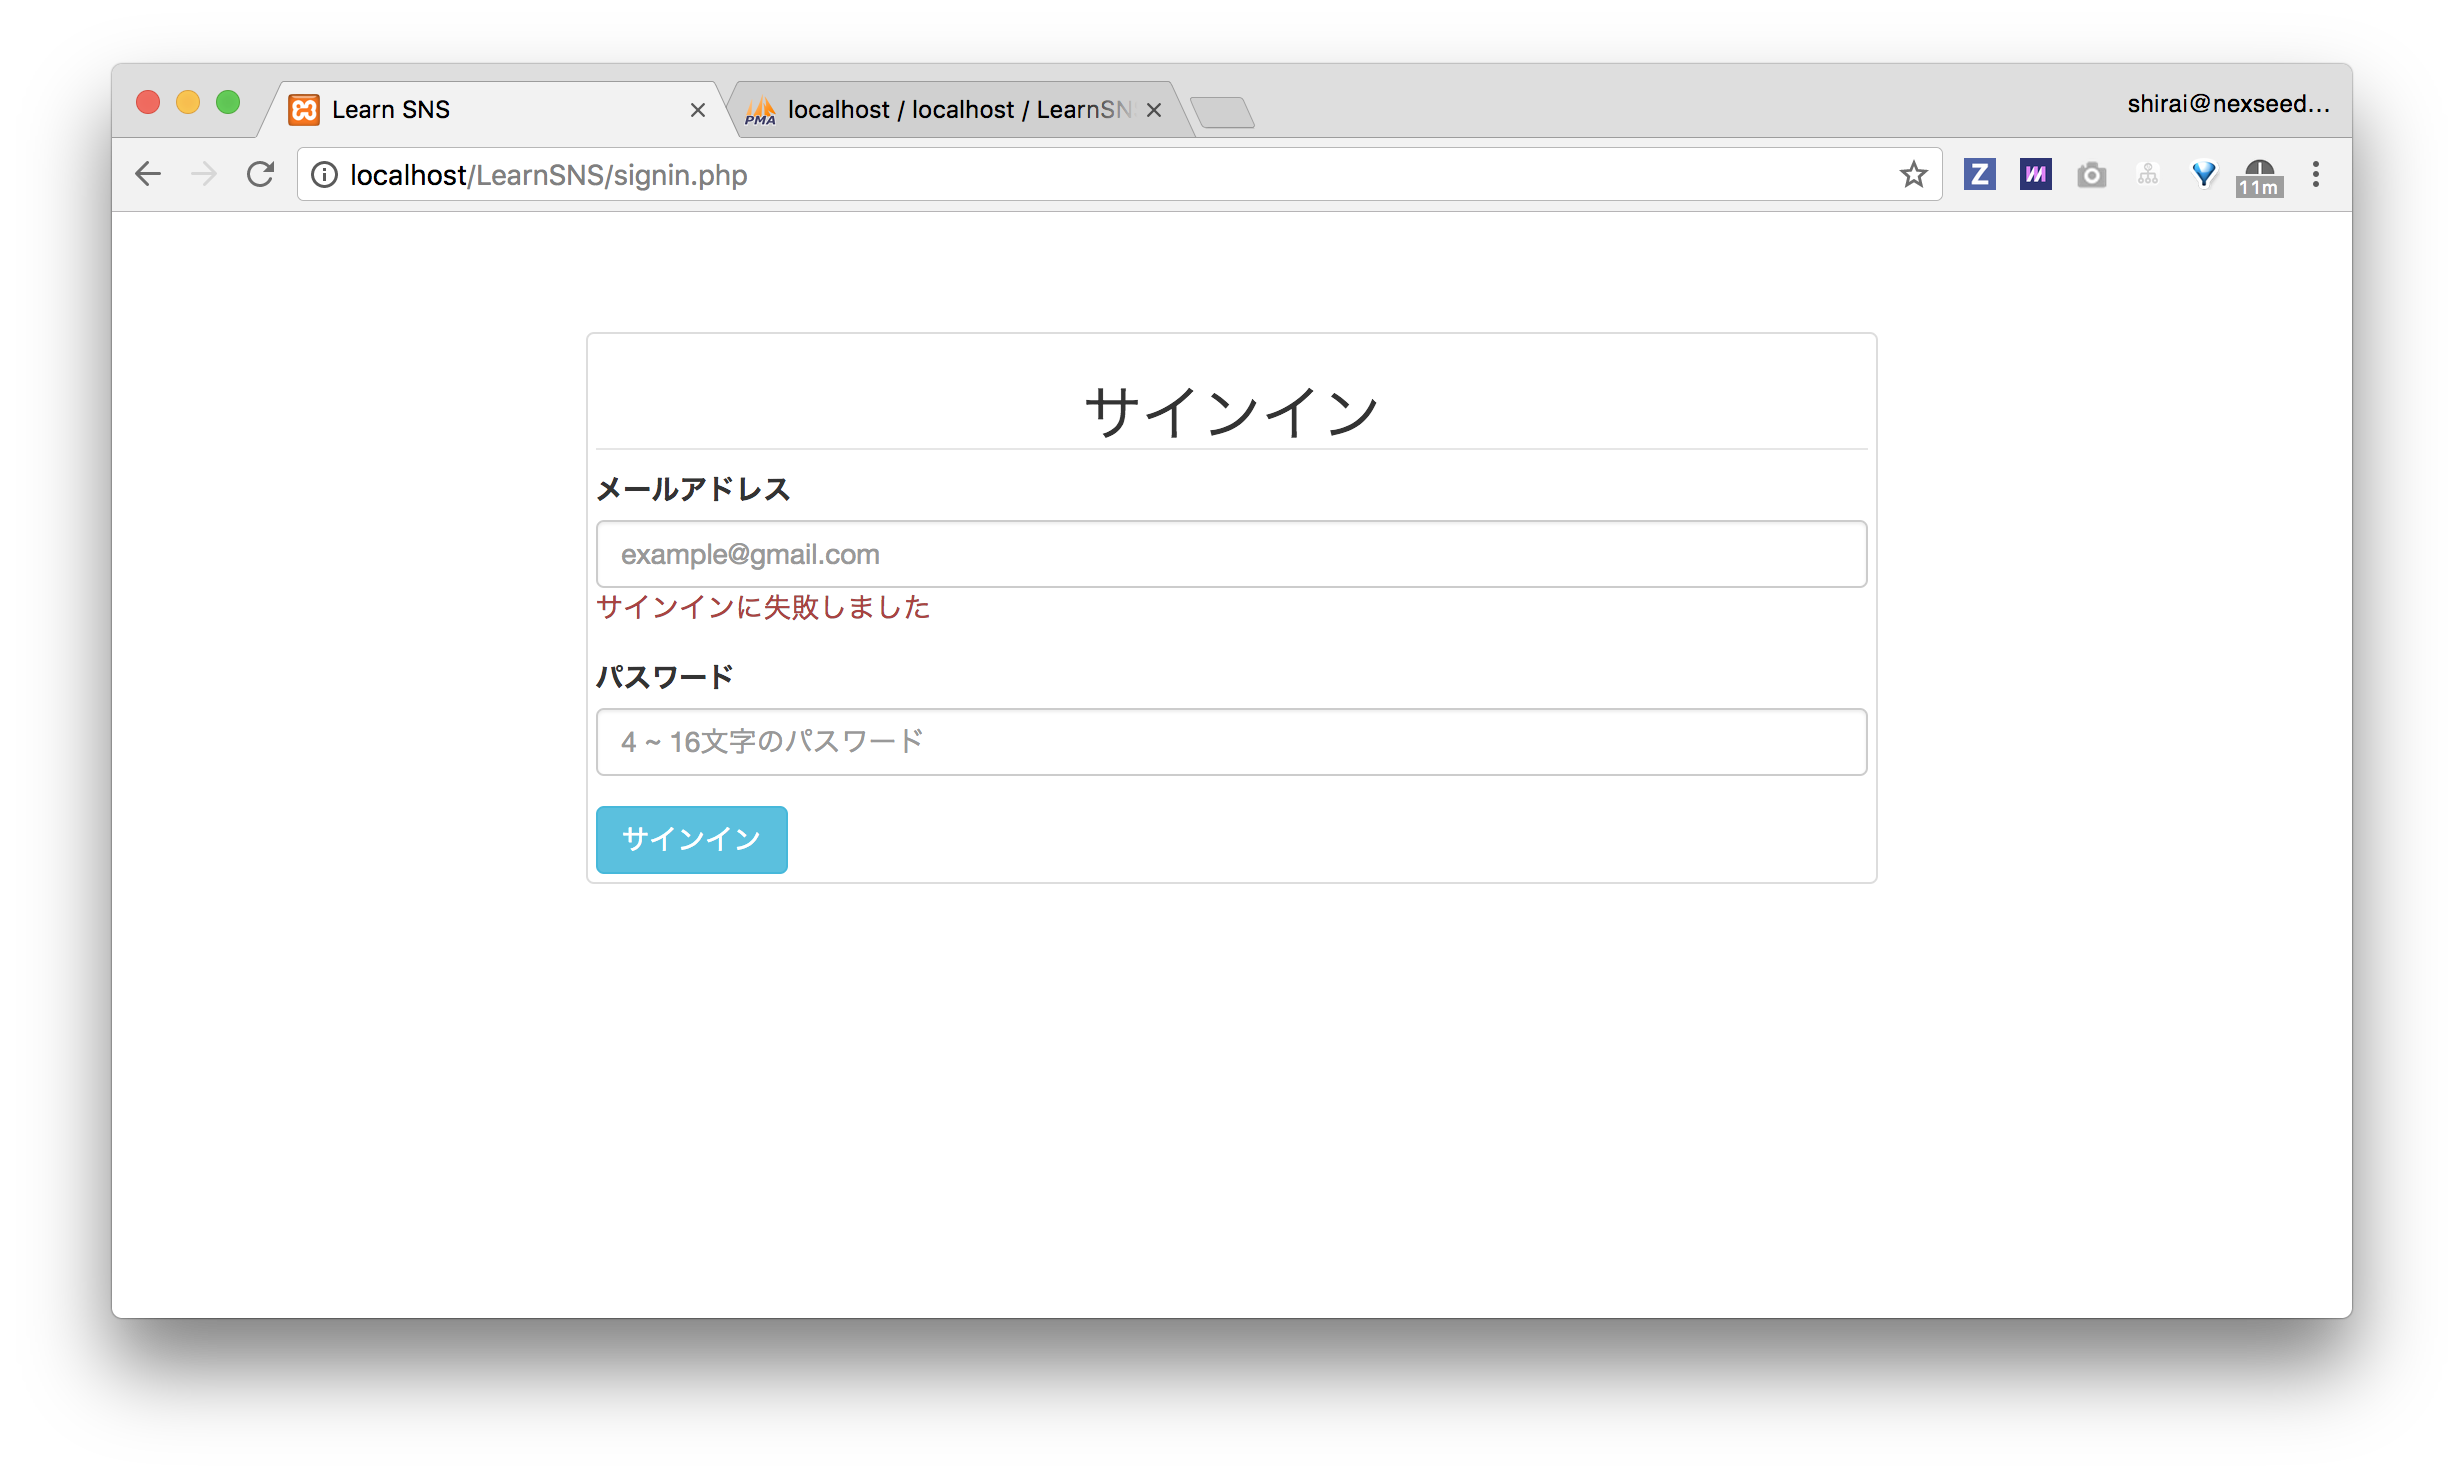 Learn SNS
localhost / localhost / LearnSN
shirai@nexseed...
localhost/LearnSNS/signin.php
Z
M
11m
PMA
サインイン
メールアドレス
example@gmail.com
サインインに失敗しました
パスワード
4 ~ 16文字のパスワード
サインイン